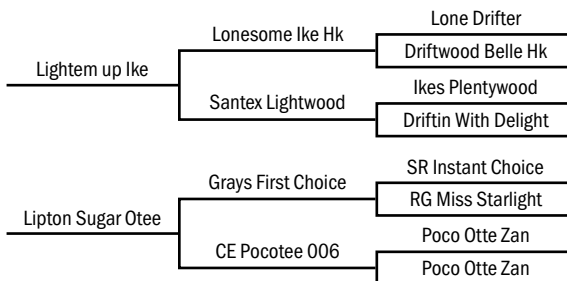 Lone Drifter
Lonesome Ike Hk
Driftwood Belle Hk
Lightem up Ike
Ikes Plentywood
Santex Lightwood
Driftin With Delight
SR Instant Choice
Grays First Choice
RG Miss Starlight
Lipton Sugar Otee
Poco Otte Zan
CE Pocotee 006
Poco Otte Zan